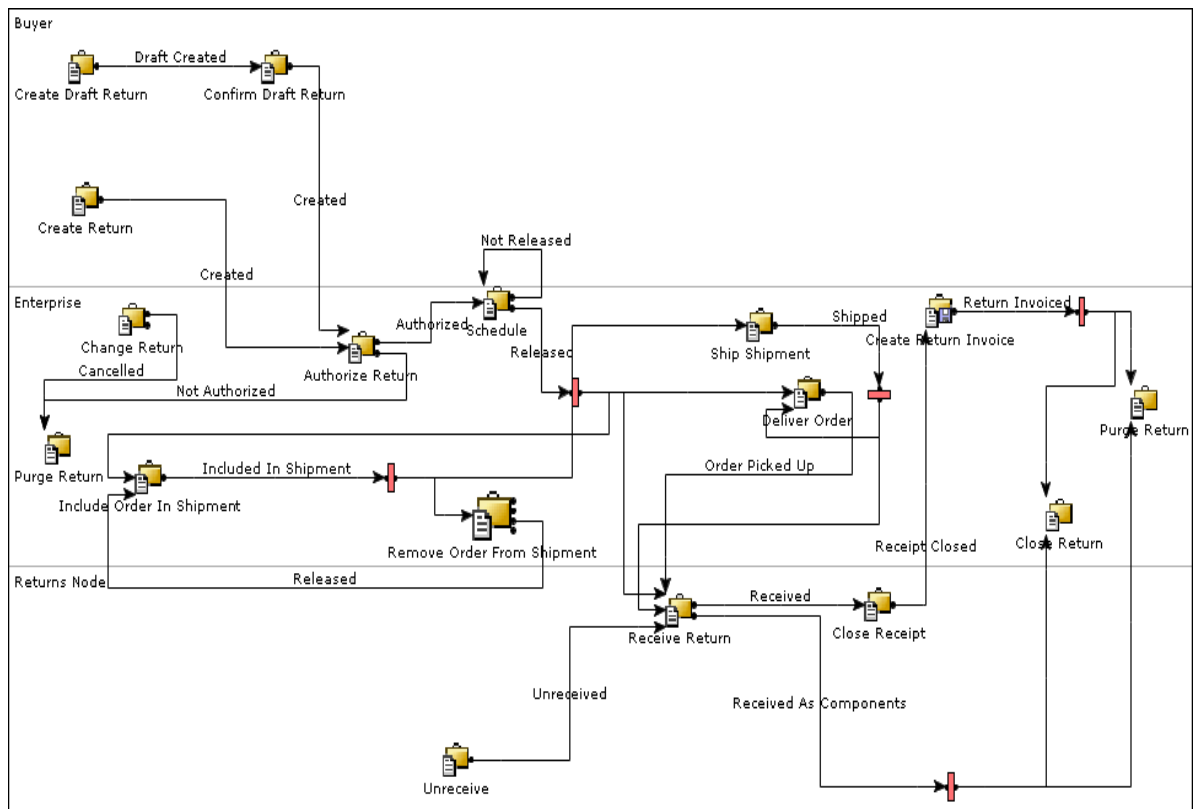 Buyer
Draft Created
Create Draft Return
Confirm Draft Return
Created
Create Return
Not Released
Created
Enterprise
Return Invoiced
Authorized
Schedule
Shipped
Change Return
Released
Ship Shipment
Create Return Invoice
Cancelled
Authorize Return
Not Authorized
Deliver Order
Purge Return
Purge Return
Included In Shipment
Order Picked Up
Include Order In Shipment
Remove Order From Shipment
Receipt Closed
Close Return
Returns Node
Released
Received
Receive Return
Close Receipt
Unreceived
Received As Components
Unreceive